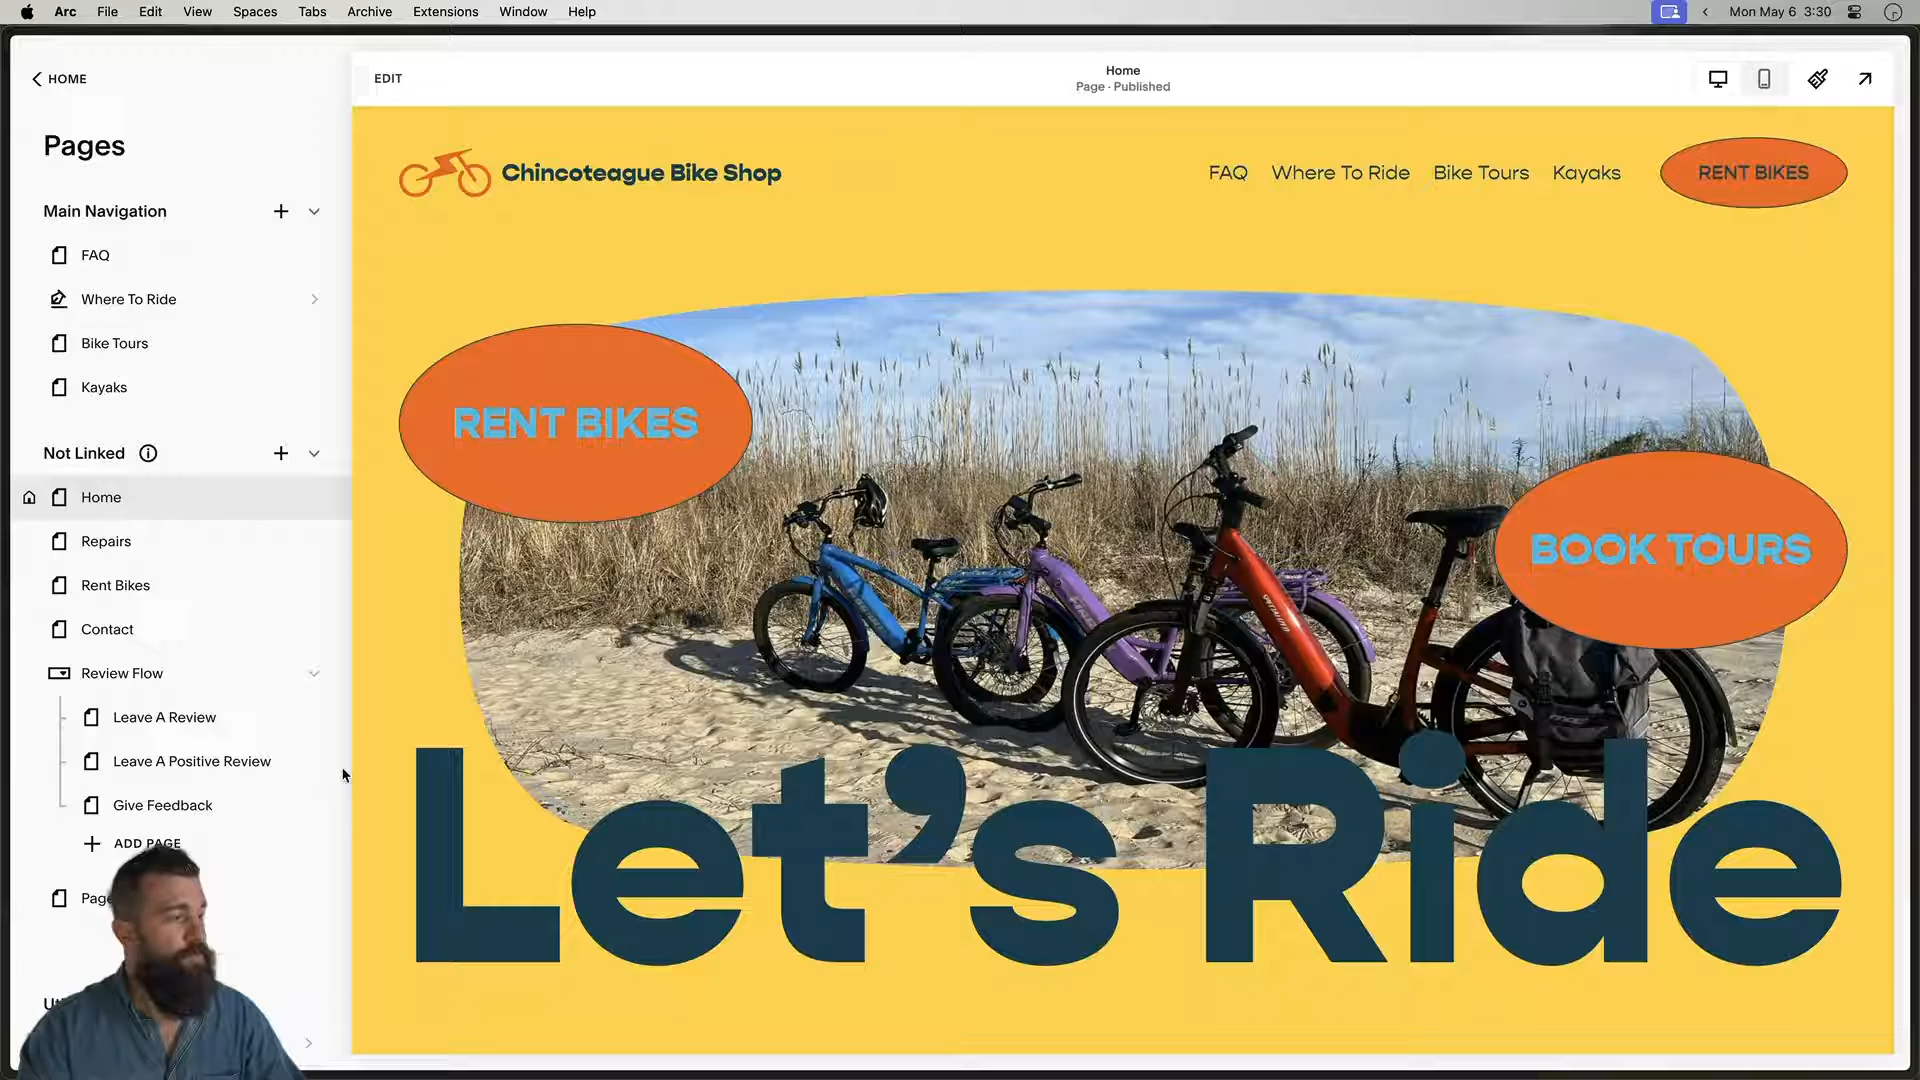 Arc File Edit View Spaces Tabs Archive Extensions Window Help
Mon May 6 3:30
HOME
EDIT
Home
Page · Published
Pages
Main Navigation
FAQ
Where To Ride
Bike Tours
Kayaks
Not Linked
Home
Repairs
Rent Bikes
Contact
Review Flow
Leave A Review
Leave A Positive Review
Give Feedback
ADD PAGE
Chincoteague Bike Shop
FAQ Where To Ride Bike Tours Kayaks RENT BIKES
RENT BIKES
BOOK TOURS
Let's Ride